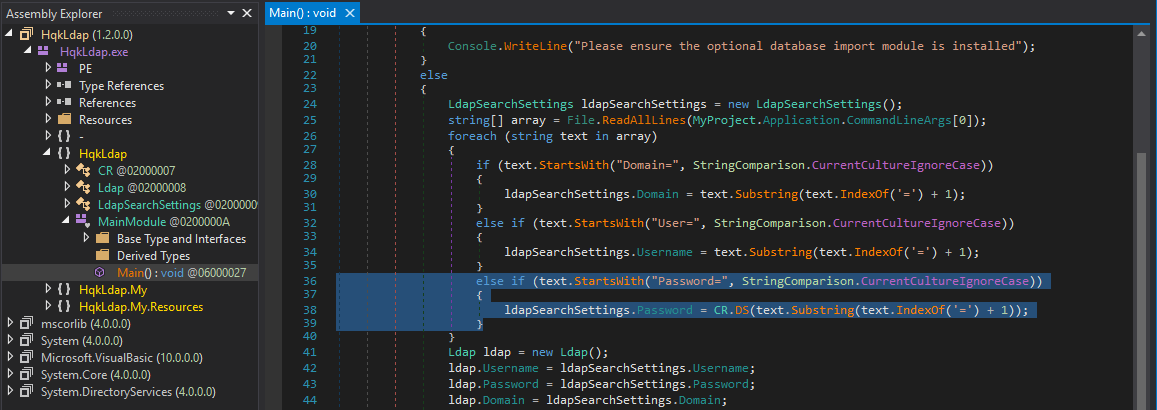 Assembly Explorer
HqkLdap (1.2.0.0)
HqkLdap.exe
PE
Type References
References
Resources
{ } -
{ } HqkLdap
CR @02000007
Ldap @02000008
LdapSearchSettings @02000009
MainModule @0200000A
Base Type and Interfaces
Derived Types
Main() : void @06000027
{ } HqkLdap.My
{ } HqkLdap.My.Resources
mscorlib (4.0.0.0)
System (4.0.0.0)
Microsoft.VisualBasic (10.0.0.0)
System.Core (4.0.0.0)
System.DirectoryServices (4.0.0.0)
Main() : void
19 {
20 Console.WriteLine("Please ensure the optional database import module is installed");
21 }
22 else
23 {
24 LdapSearchSettings ldapSearchSettings = new LdapSearchSettings();
25 string[] array = File.ReadAllLines(MyProject.Application.CommandLineArgs[0]);
26 foreach (string text in array)
27 {
28 if (text.StartsWith("Domain=", StringComparison.CurrentCultureIgnoreCase))
29 {
30 ldapSearchSettings.Domain = text.Substring(text.IndexOf('=') + 1);
31 }
32 else if (text.StartsWith("User=", StringComparison.CurrentCultureIgnoreCase))
33 {
34 ldapSearchSettings.Username = text.Substring(text.IndexOf('=') + 1);
35 }
36 else if (text.StartsWith("Password=", StringComparison.CurrentCultureIgnoreCase))
37 {
38 ldapSearchSettings.Password = CR.DS(text.Substring(text.IndexOf('=') + 1));
39 }
40 }
41 Ldap ldap = new Ldap();
42 ldap.Username = ldapSearchSettings.Username;
43 ldap.Password = ldapSearchSettings.Password;
44 ldap.Domain = ldapSearchSettings.Domain;